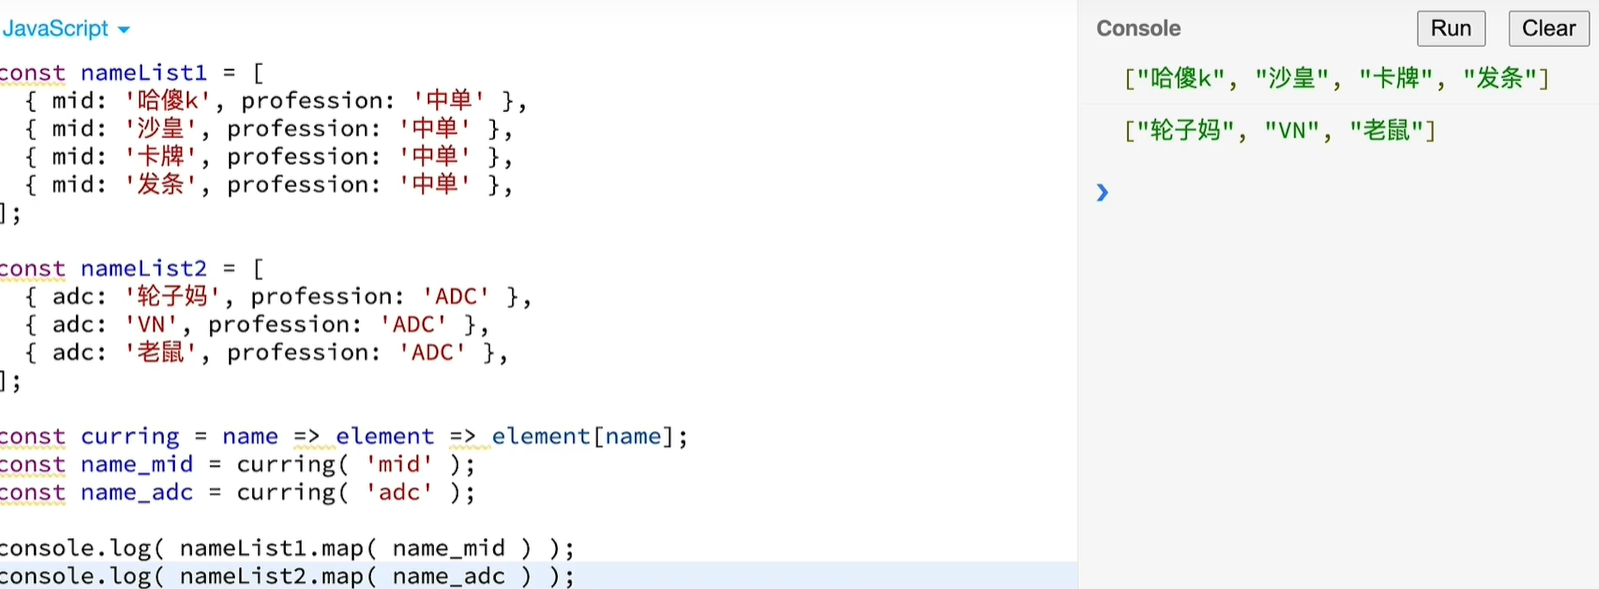 JavaScript
Console Run Clear
const nameList1 = [
{ mid: '哈傻k', profession: '中单' },
{ mid: '沙皇', profession: '中单' },
{ mid: '卡牌', profession: '中单' },
{ mid: '发条', profession: '中单' },
];
const nameList2 = [
{ adc: '轮子妈', profession: 'ADC' },
{ adc: 'VN', profession: 'ADC' },
{ adc: '老鼠', profession: 'ADC' },
];
const curring = name => element => element[name];
const name_mid = curring( 'mid' );
const name_adc = curring( 'adc' );
console.log( nameList1.map( name_mid ) );
console.log( nameList2.map( name_adc ) );
["哈傻k", "沙皇", "卡牌", "发条"]
["轮子妈", "VN", "老鼠"]